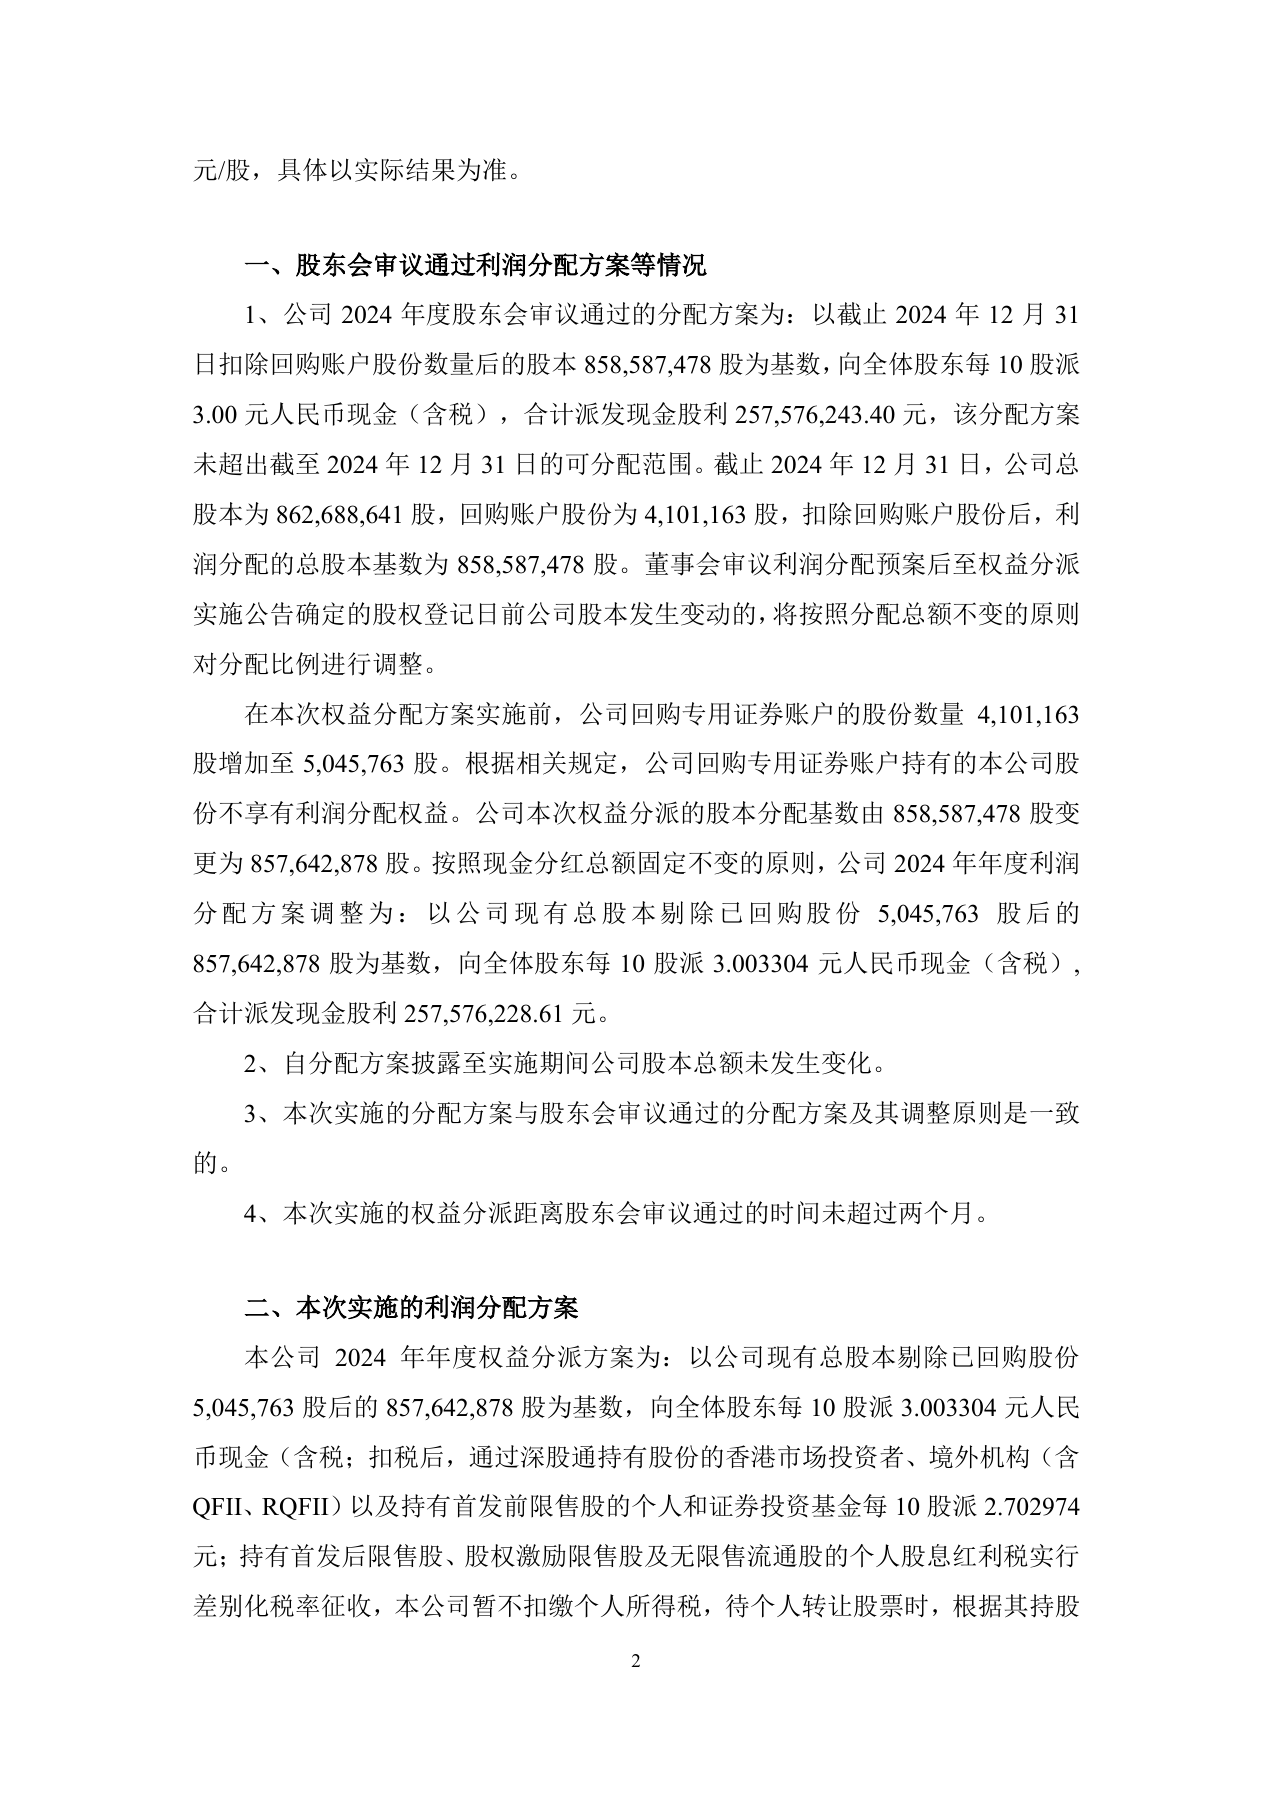 元/股，具体以实际结果为准。
一、股东会审议通过利润分配方案等情况
1、公司 2024 年度股东会审议通过的分配方案为：以截止 2024 年 12 月 31
日扣除回购账户股份数量后的股本 858,587,478 股为基数，向全体股东每 10 股派
3.00 元人民币现金（含税），合计派发现金股利 257,576,243.40 元，该分配方案
未超出截至 2024 年 12 月 31 日的可分配范围。截止 2024 年 12 月 31 日，公司总
股本为 862,688,641 股，回购账户股份为 4,101,163 股，扣除回购账户股份后，利
润分配的总股本基数为 858,587,478 股。董事会审议利润分配预案后至权益分派
实施公告确定的股权登记日前公司股本发生变动的，将按照分配总额不变的原则
对分配比例进行调整。
在本次权益分配方案实施前，公司回购专用证券账户的股份数量 4,101,163
股增加至 5,045,763 股。根据相关规定，公司回购专用证券账户持有的本公司股
份不享有利润分配权益。公司本次权益分派的股本分配基数由 858,587,478 股变
更为 857,642,878 股。按照现金分红总额固定不变的原则，公司 2024 年年度利润
分配方案调整为：以公司现有总股本剔除已回购股份 5,045,763 股后的
857,642,878 股为基数，向全体股东每 10 股派 3.003304 元人民币现金（含税）,
合计派发现金股利 257,576,228.61 元。
2、自分配方案披露至实施期间公司股本总额未发生变化。
3、本次实施的分配方案与股东会审议通过的分配方案及其调整原则是一致
的。
4、本次实施的权益分派距离股东会审议通过的时间未超过两个月。
二、本次实施的利润分配方案
本公司 2024 年年度权益分派方案为：以公司现有总股本剔除已回购股份
5,045,763 股后的 857,642,878 股为基数，向全体股东每 10 股派 3.003304 元人民
币现金（含税；扣税后，通过深股通持有股份的香港市场投资者、境外机构（含
QFII、RQFII）以及持有首发前限售股的个人和证券投资基金每 10 股派 2.702974
元；持有首发后限售股、股权激励限售股及无限售流通股的个人股息红利税实行
差别化税率征收，本公司暂不扣缴个人所得税，待个人转让股票时，根据其持股
2